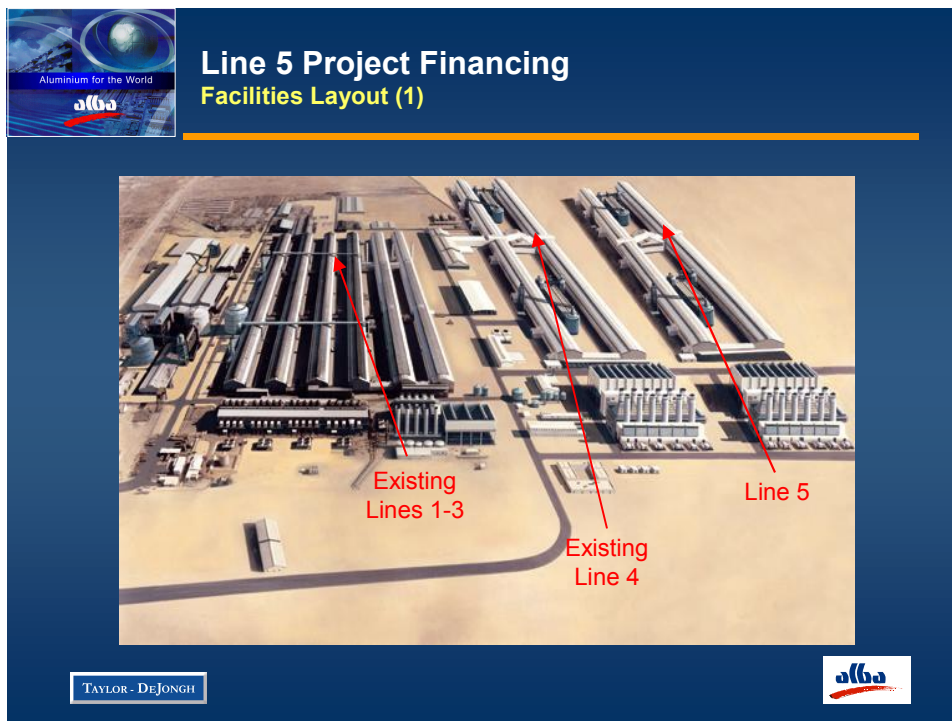 Aluminium for the World
alba
Line 5 Project Financing
Facilities Layout (1)
Existing
Lines 1-3
Existing
Line 4
Line 5
TAYLOR - DEJONGH
alba